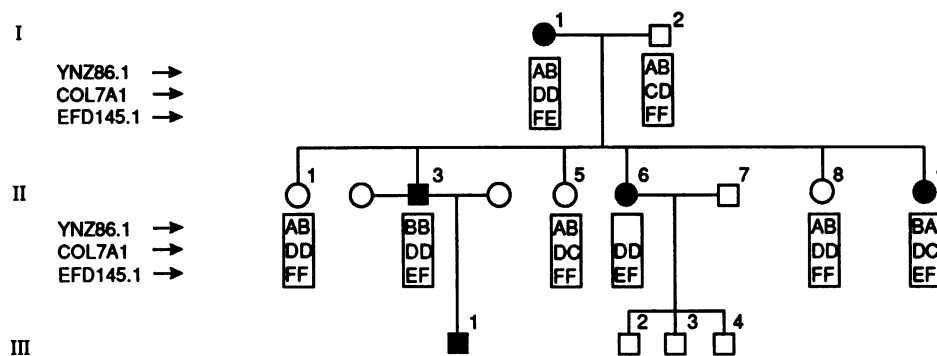 I 1 2
YNZ86.1 → AB AB
COL7A1 → DD CD
EFD145.1 → FE FF
II 1 3 5 6 7 8
YNZ86.1 → AB BB AB AB BA
COL7A1 → DD DD DC DD DD DC
EFD145.1 → FF EF FF EF FF EF
III 1 2 3 4